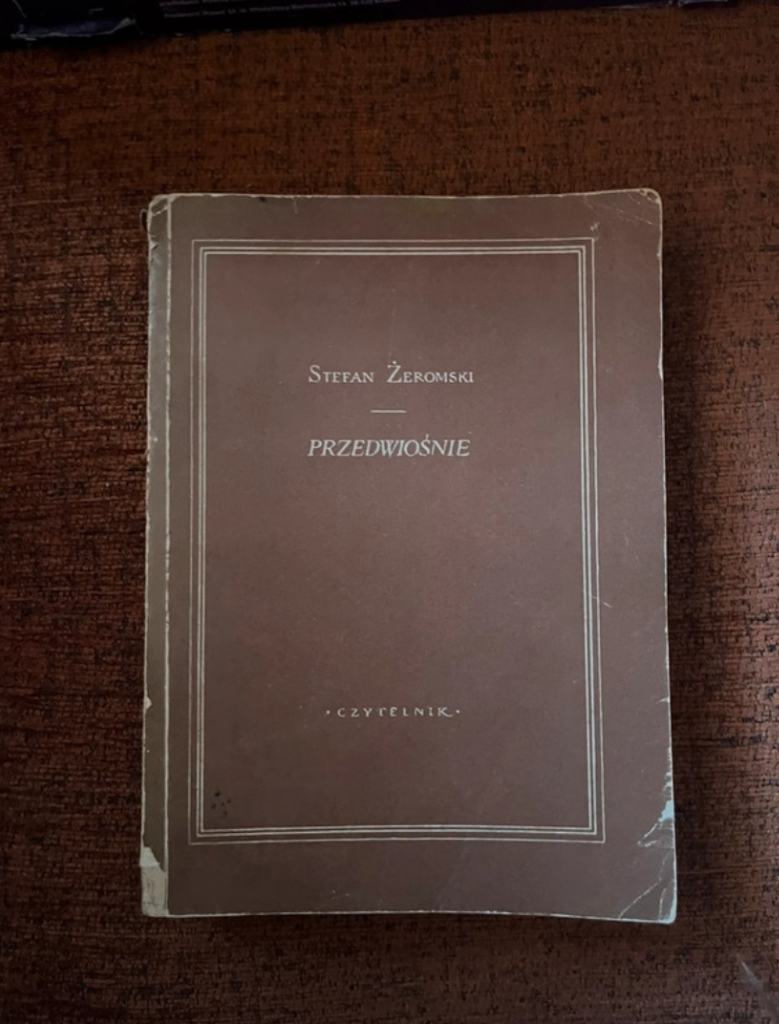 Stefan Żeromski
PRZEDWIOŚNIE
• CZYTELNIK •